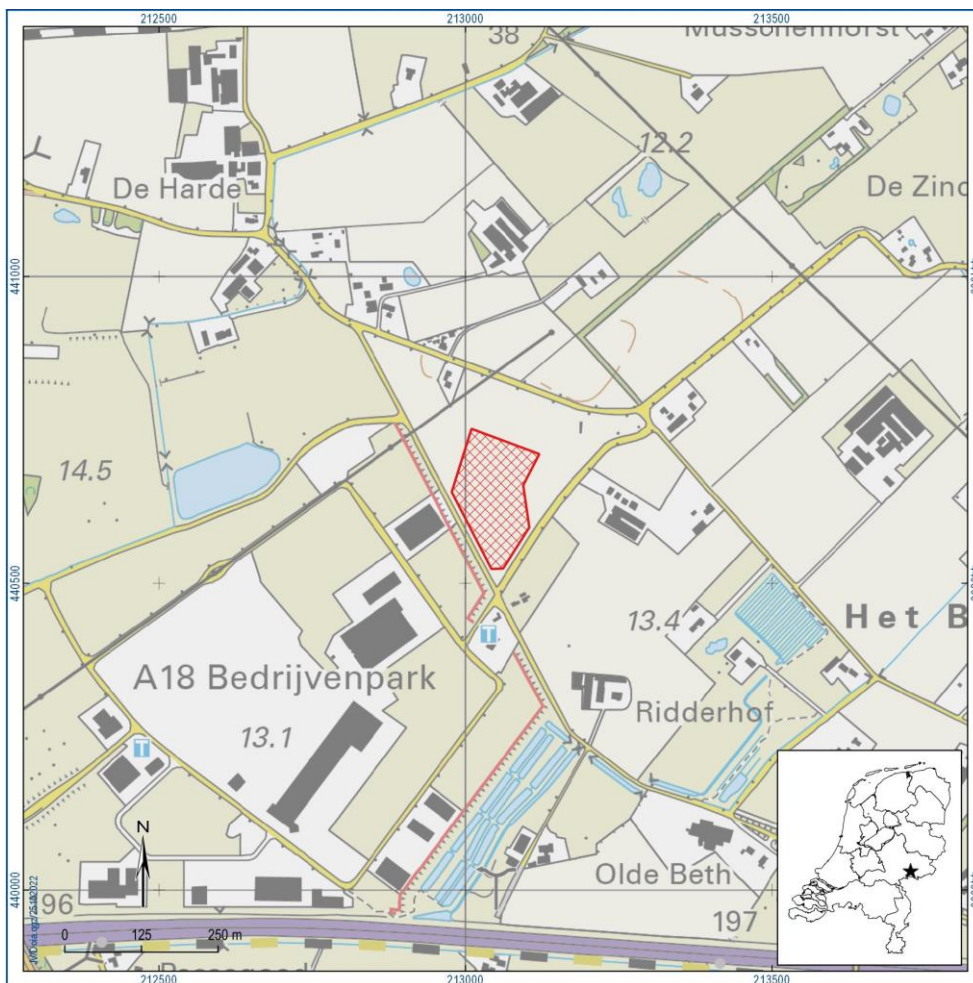 212500 213000 213500
38
Mussonenhorst
12.2
De Harde
De Zind
441000
14.5
440500
13.4
Het B
A18 Bedrijvenpark
T
Ridderhof
13.1
T
N
Olde Beth
440000
96
197
0 125 250 m
212500 213000 213500